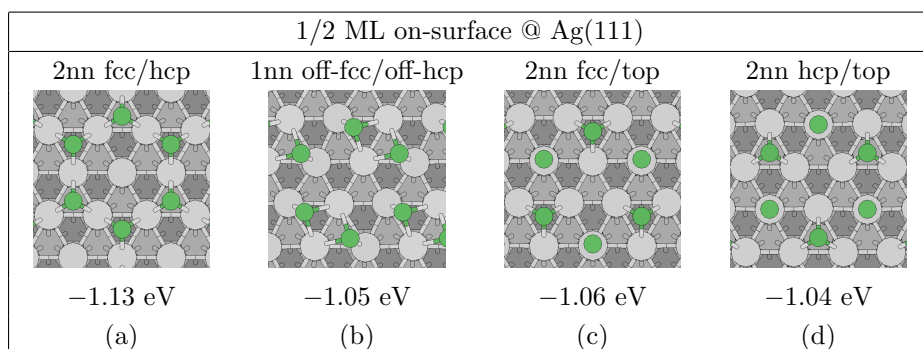 1/2 ML on-surface @ Ag(111)
2nn fcc/hcp 1nn off-fcc/off-hcp 2nn fcc/top 2nn hcp/top
−1.13 eV −1.05 eV −1.06 eV −1.04 eV
(a) (b) (c) (d)